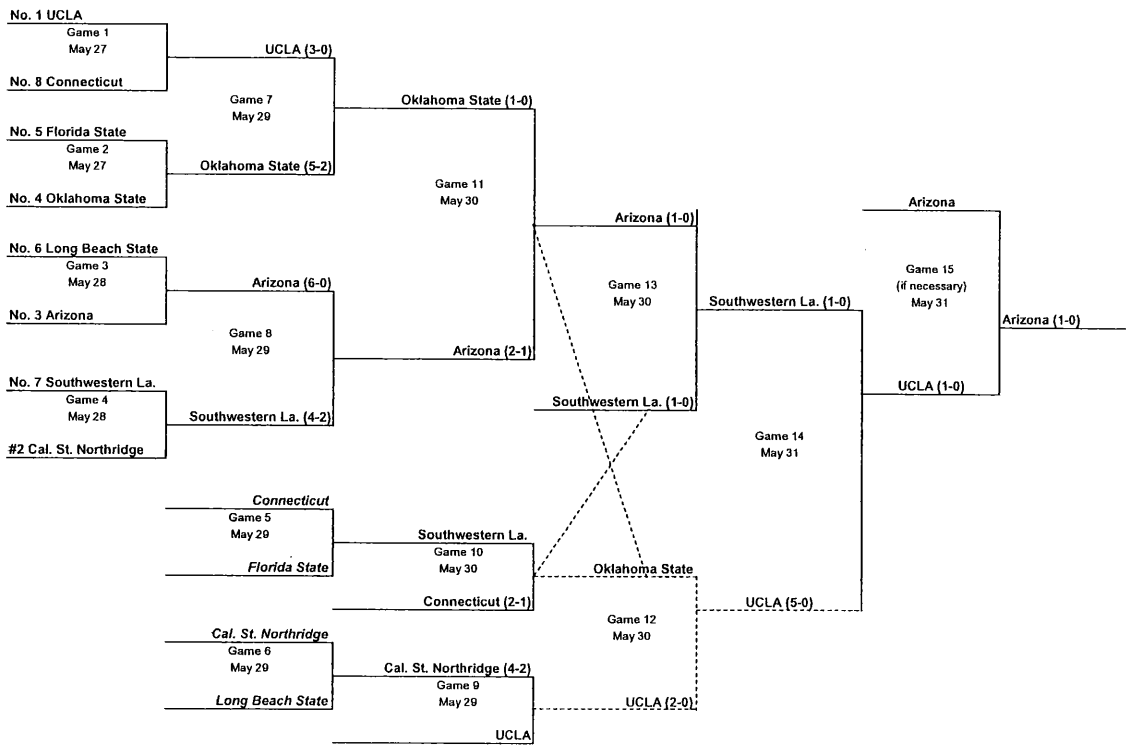 No. 1 UCLA
Game 1
May 27
No. 8 Connecticut
No. 5 Florida State
Game 2
May 27
No. 4 Oklahoma State
No. 6 Long Beach State
Game 3
May 28
No. 3 Arizona
No. 7 Southwestern La.
Game 4
May 28
#2 Cal. St. Northridge
UCLA (3-0)
Game 7
May 29
Oklahoma State (5-2)
Arizona (6-0)
Game 8
May 29
Southwestern La. (4-2)
Connecticut
Game 5
May 29
Florida State
Cal. St. Northridge
Game 6
May 29
Long Beach State
Oklahoma State (1-0)
Game 11
May 30
Arizona (2-1)
Southwestern La.
Game 10
May 30
Connecticut (2-1)
Cal. St. Northridge (4-2)
Game 9
May 29
UCLA
Arizona (1-0)
Game 13
May 30
Southwestern La. (1-0)
Oklahoma State
Game 12
May 30
UCLA (2-0)
Southwestern La. (1-0)
Game 14
May 31
UCLA (5-0)
Arizona
Game 15
(if necessary)
May 31
UCLA (1-0)
Arizona (1-0)